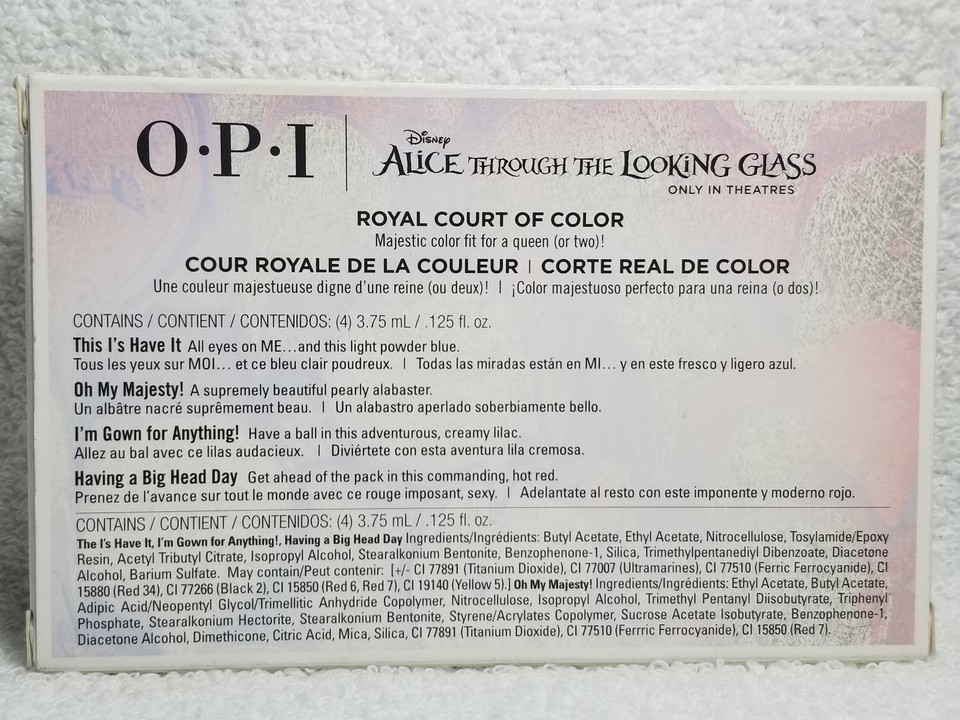 O·P·I
Disney
ALICE THROUGH THE LOOKING GLASS
ONLY IN THEATRES
ROYAL COURT OF COLOR
Majestic color fit for a queen (or two)!
COUR ROYALE DE LA COULEUR | CORTE REAL DE COLOR
Une couleur majestueuse digne d'une reine (ou deux)! | ¡Color majestuoso perfecto para una reina (o dos)!
CONTAINS / CONTIENT / CONTENIDOS: (4) 3.75 mL / .125 fl. oz.
This I's Have It All eyes on ME...and this light powder blue.
Tous les yeux sur MOI... et ce bleu clair poudreux. | Todas las miradas están en MI... y en este fresco y ligero azul.
Oh My Majesty! A supremely beautiful pearly alabaster.
Un albâtre nacré suprêmement beau. | Un alabastro aperlado soberbiamente bello.
I'm Gown for Anything! Have a ball in this adventurous, creamy lilac.
Allez au bal avec ce lilas audacieux. | Diviértete con esta aventura lila cremosa.
Having a Big Head Day Get ahead of the pack in this commanding, hot red.
Prenez de l'avance sur tout le monde avec ce rouge imposant, sexy. | Adelantate al resto con este imponente y moderno rojo.
CONTAINS / CONTIENT / CONTENIDOS: (4) 3.75 mL / .125 fl. oz.
The I's Have It, I'm Gown for Anything!, Having a Big Head Day Ingredients/Ingrédients: Butyl Acetate, Ethyl Acetate, Nitrocellulose, Tosylamide/Epoxy
Resin, Acetyl Tributyl Citrate, Isopropyl Alcohol, Stearalkonium Bentonite, Benzophenone-1, Silica, Trimethylpentanediyl Dibenzoate, Diacetone
Alcohol, Barium Sulfate. May contain/Peut contenir: [+/- CI 77891 (Titanium Dioxide), CI 77007 (Ultramarines), CI 77510 (Ferric Ferrocyanide), CI
15880 (Red 34), CI 77266 (Black 2), CI 15850 (Red 6, Red 7), CI 19140 (Yellow 5).] Oh My Majesty! Ingredients/Ingrédients: Ethyl Acetate, Butyl Acetate,
Adipic Acid/Neopentyl Glycol/Trimellitic Anhydride Copolymer, Nitrocellulose, Isopropyl Alcohol, Trimethyl Pentanyl Diisobutyrate, Triphenyl
Phosphate, Stearalkonium Hectorite, Stearalkonium Bentonite, Styrene/Acrylates Copolymer, Sucrose Acetate Isobutyrate, Benzophenone-1,
Diacetone Alcohol, Dimethicone, Citric Acid, Mica, Silica, CI 77891 (Titanium Dioxide), CI 77510 (Ferrric Ferrocyanide), CI 15850 (Red 7).